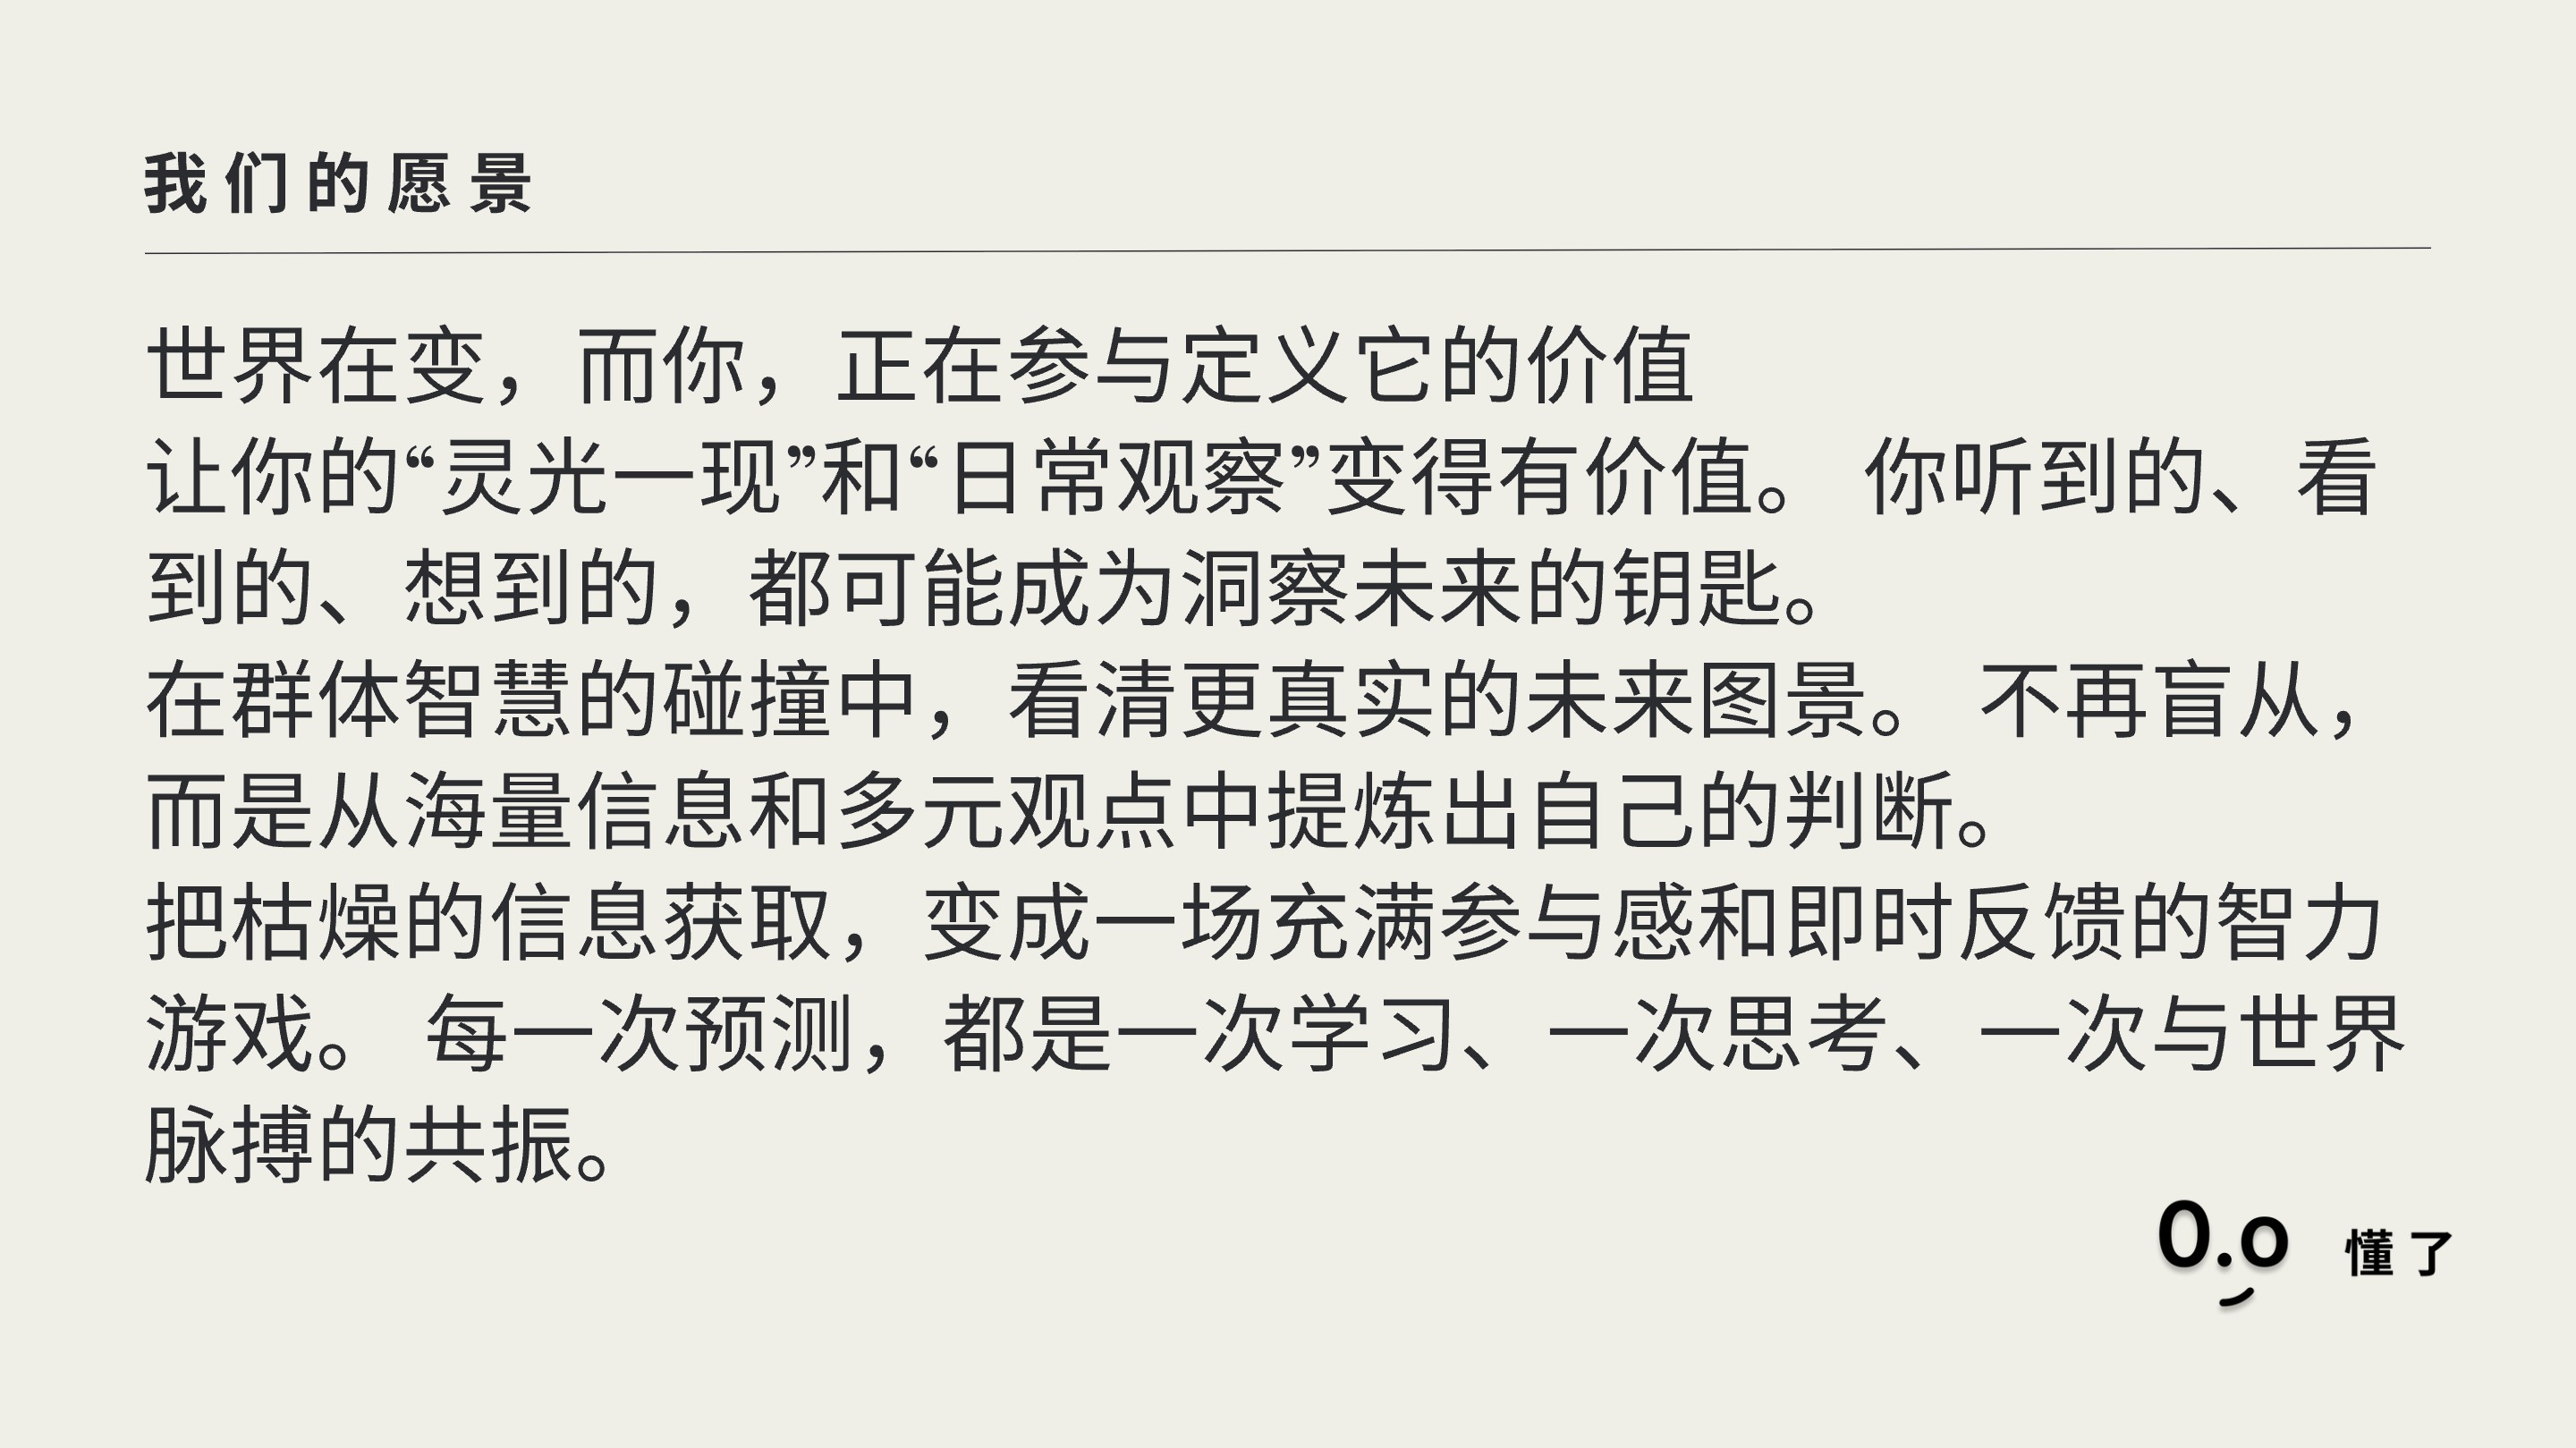 我们的愿景
世界在变，而你，正在参与定义它的价值
让你的“灵光一现”和“日常观察”变得有价值。 你听到的、看
到的、想到的，都可能成为洞察未来的钥匙。
在群体智慧的碰撞中，看清更真实的未来图景。 不再盲从，
而是从海量信息和多元观点中提炼出自己的判断。
把枯燥的信息获取，变成一场充满参与感和即时反馈的智力
游戏。 每一次预测，都是一次学习、一次思考、一次与世界
脉搏的共振。
0.o 懂了